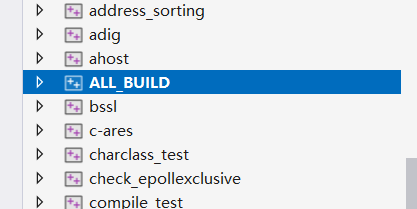 address_sorting
adig
ahost
ALL_BUILD
bssl
c-ares
charclass_test
check_epollexclusive
compile_test